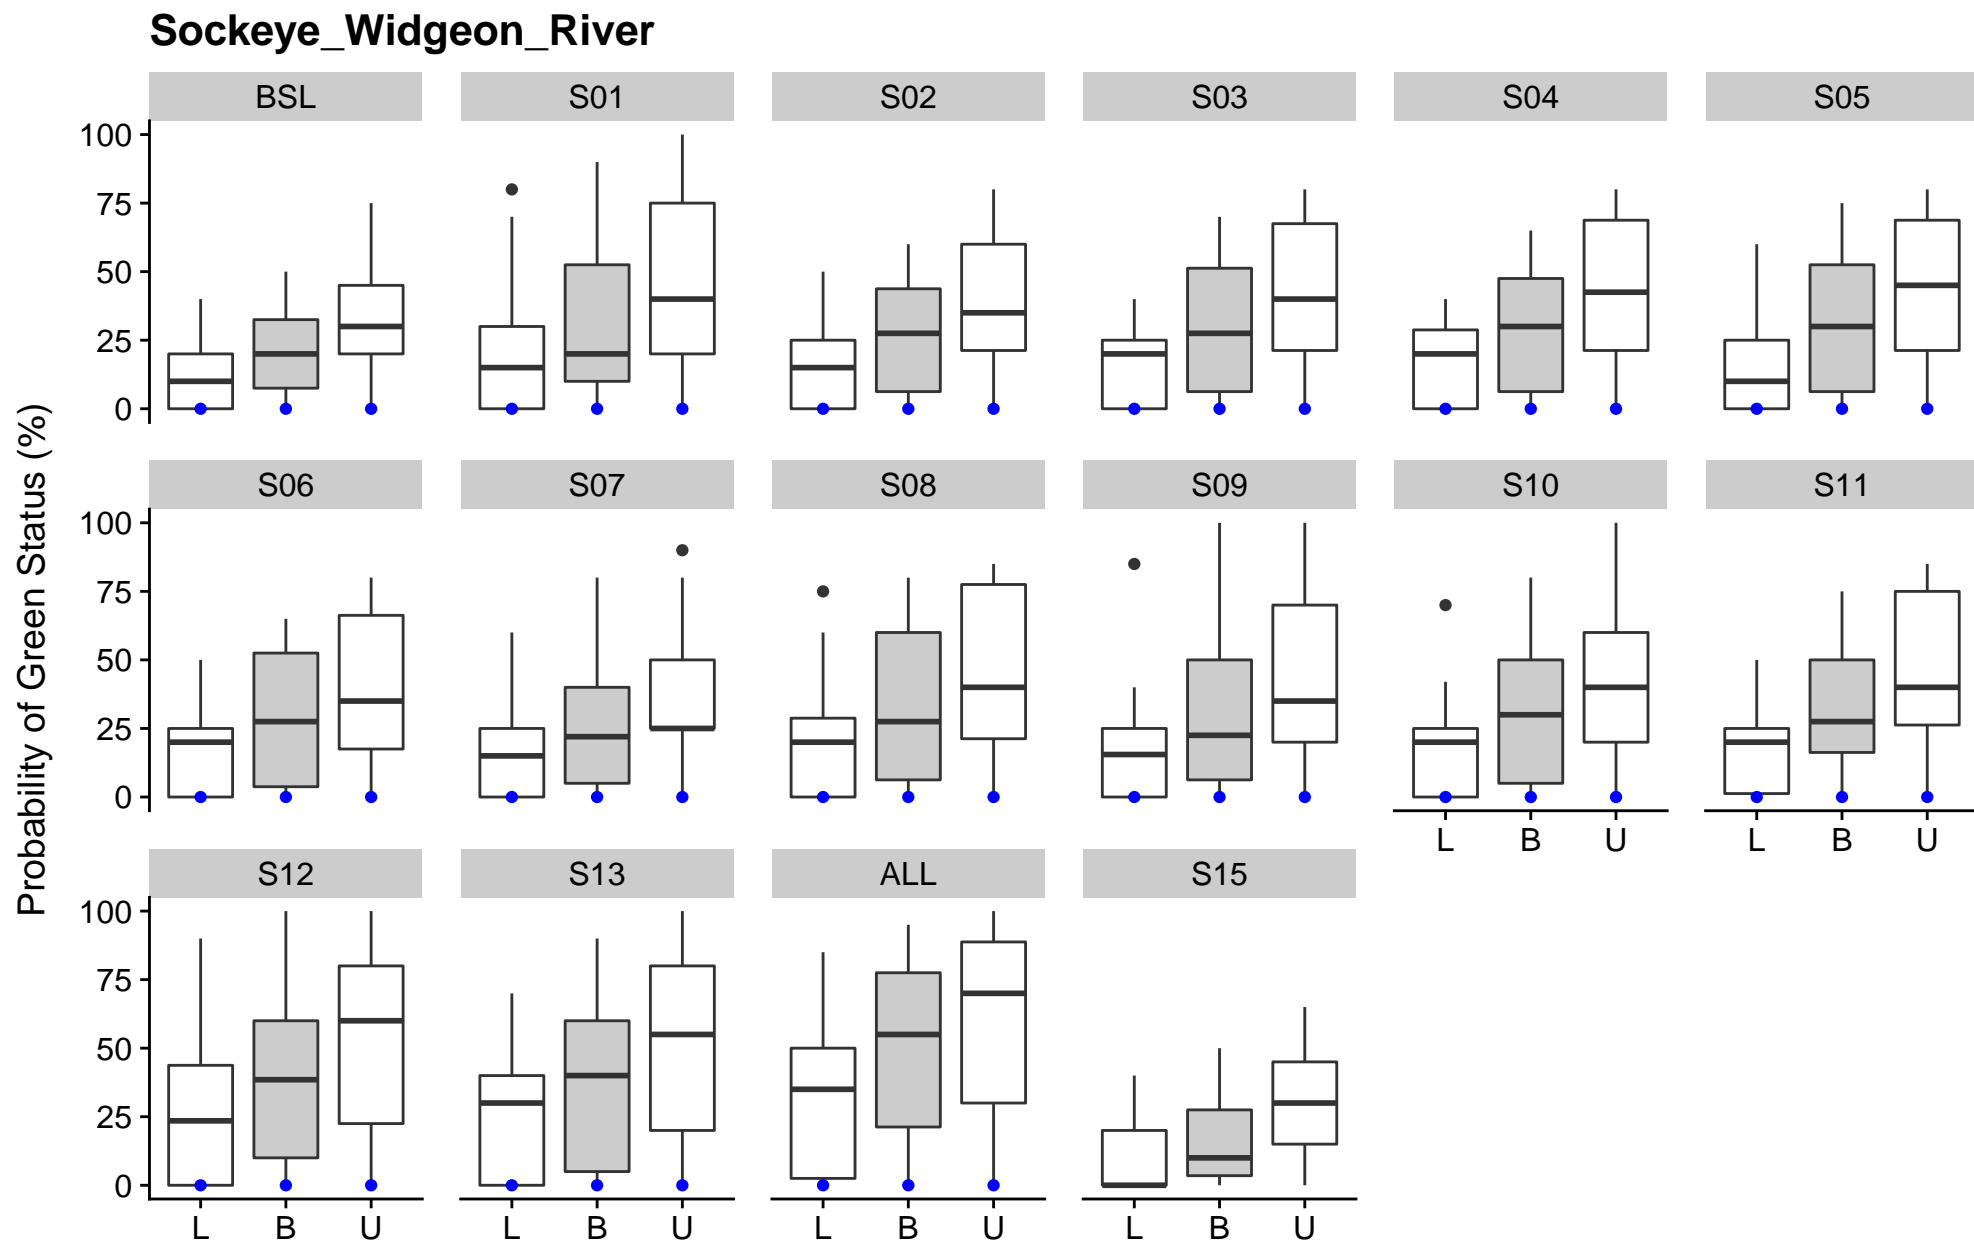 Sockeye_Widgeon_River
BSL S01 S02 S03 S04 S05
100
75
50
25
0
Probability of Green Status (%)
S06 S07 S08 S09 S10 S11
100
75
50
25
0
L B U L B U
S12 S13 ALL S15
100
75
50
25
0
L B U L B U L B U L B U